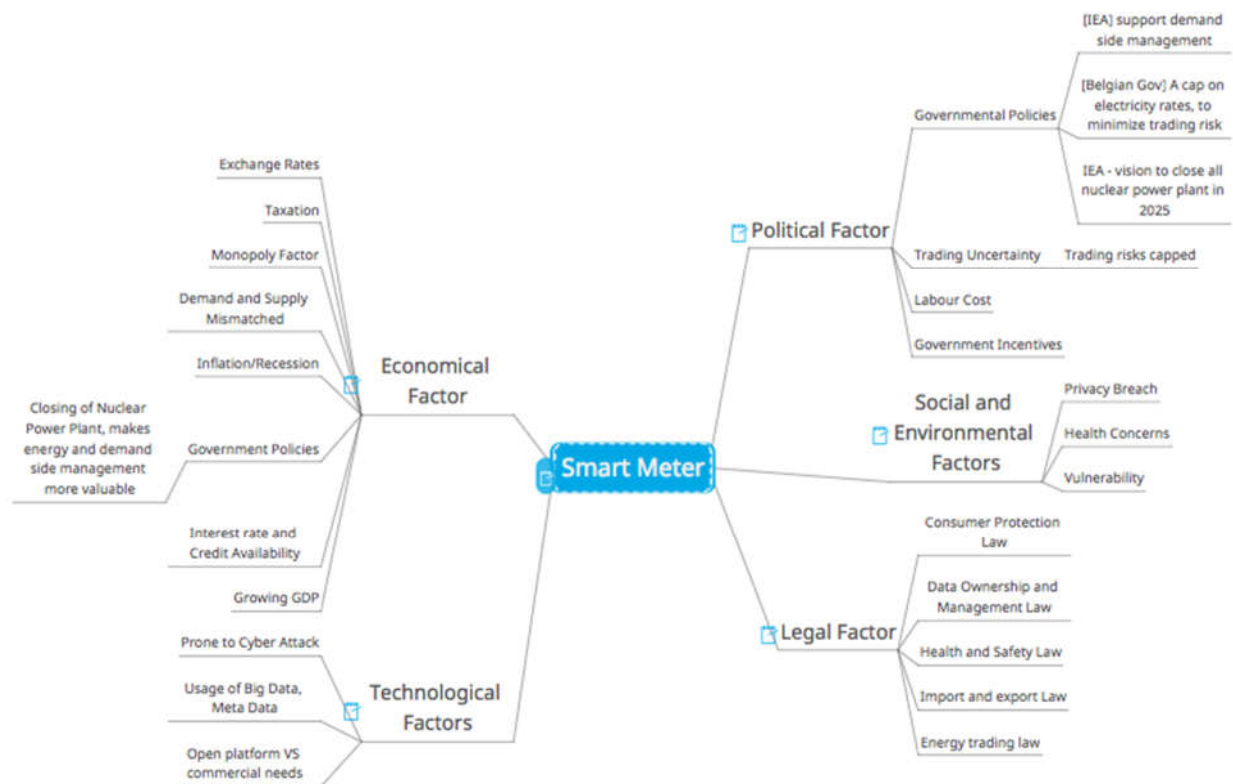 [IEA] support demand
side management
[Belgian Gov] A cap on
electricity rates, to
minimize trading risk
IEA - vision to close all
nuclear power plant in
2025
Governmental Policies
Political Factor
Trading Uncertainty
Trading risks capped
Labour Cost
Government Incentives
Exchange Rates
Taxation
Monopoly Factor
Demand and Supply
Mismatched
Inflation/Recession
Economical
Factor
Closing of Nuclear
Power Plant, makes
energy and demand
side management
more valuable
Government Policies
Interest rate and
Credit Availability
Growing GDP
Smart Meter
Social and
Environmental
Factors
Privacy Breach
Health Concerns
Vulnerability
Prone to Cyber Attack
Usage of Big Data,
Meta Data
Open platform VS
commercial needs
Technological
Factors
Legal Factor
Consumer Protection
Law
Data Ownership and
Management Law
Health and Safety Law
Import and export Law
Energy trading law